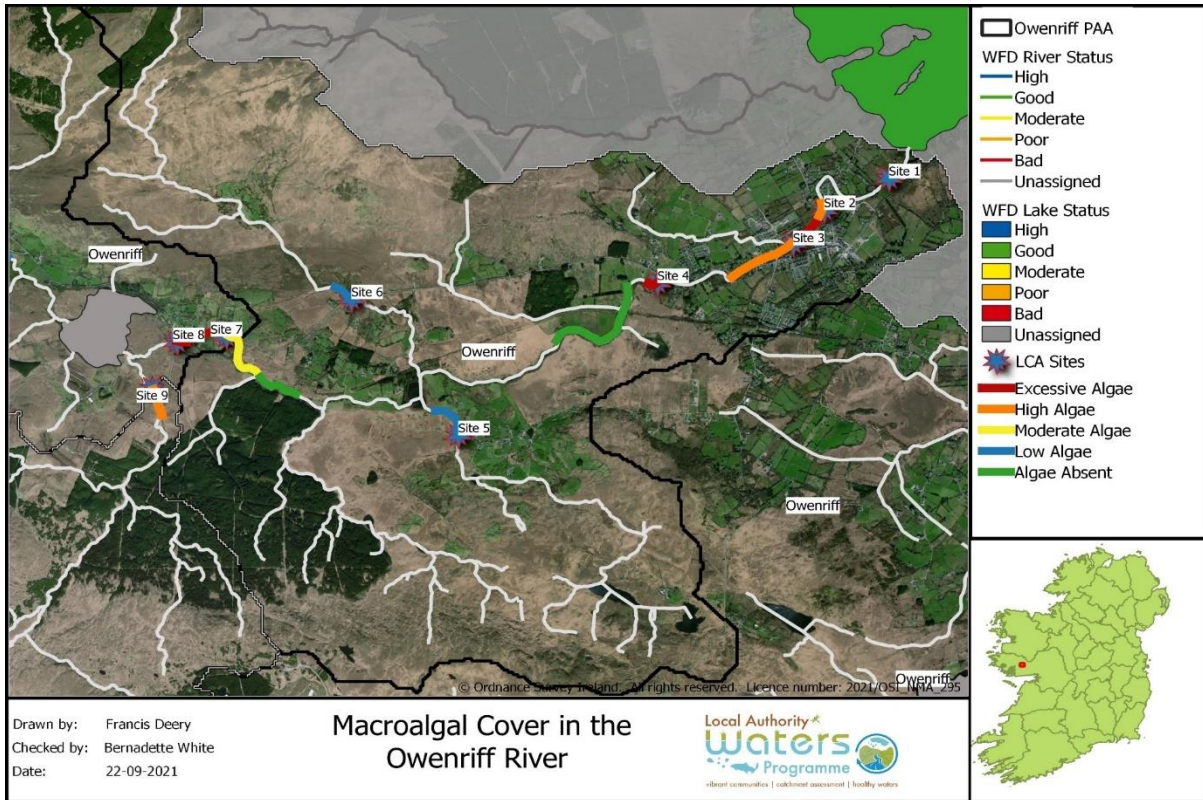 Owenriff
Site 1
Site 2
Site 3
Site 4
Site 6
Owenriff
Site 7
Site 8
Site 9
Site 5
Owenriff
Owenriff
© Ordnance Survey Ireland. All rights reserved. Licence number: 2021/OSI_NMA_295
Owenriff PAA
WFD River Status
High
Good
Moderate
Poor
Bad
Unassigned
WFD Lake Status
High
Good
Moderate
Poor
Bad
Unassigned
LCA Sites
Excessive Algae
High Algae
Moderate Algae
Low Algae
Algae Absent
Drawn by: Francis Deery
Checked by: Bernadette White
Date: 22-09-2021
Macroalgal Cover in the
Owenriff River
Local Authority
Waters
Programme
vibrant communities | catchment assessment | healthy waters